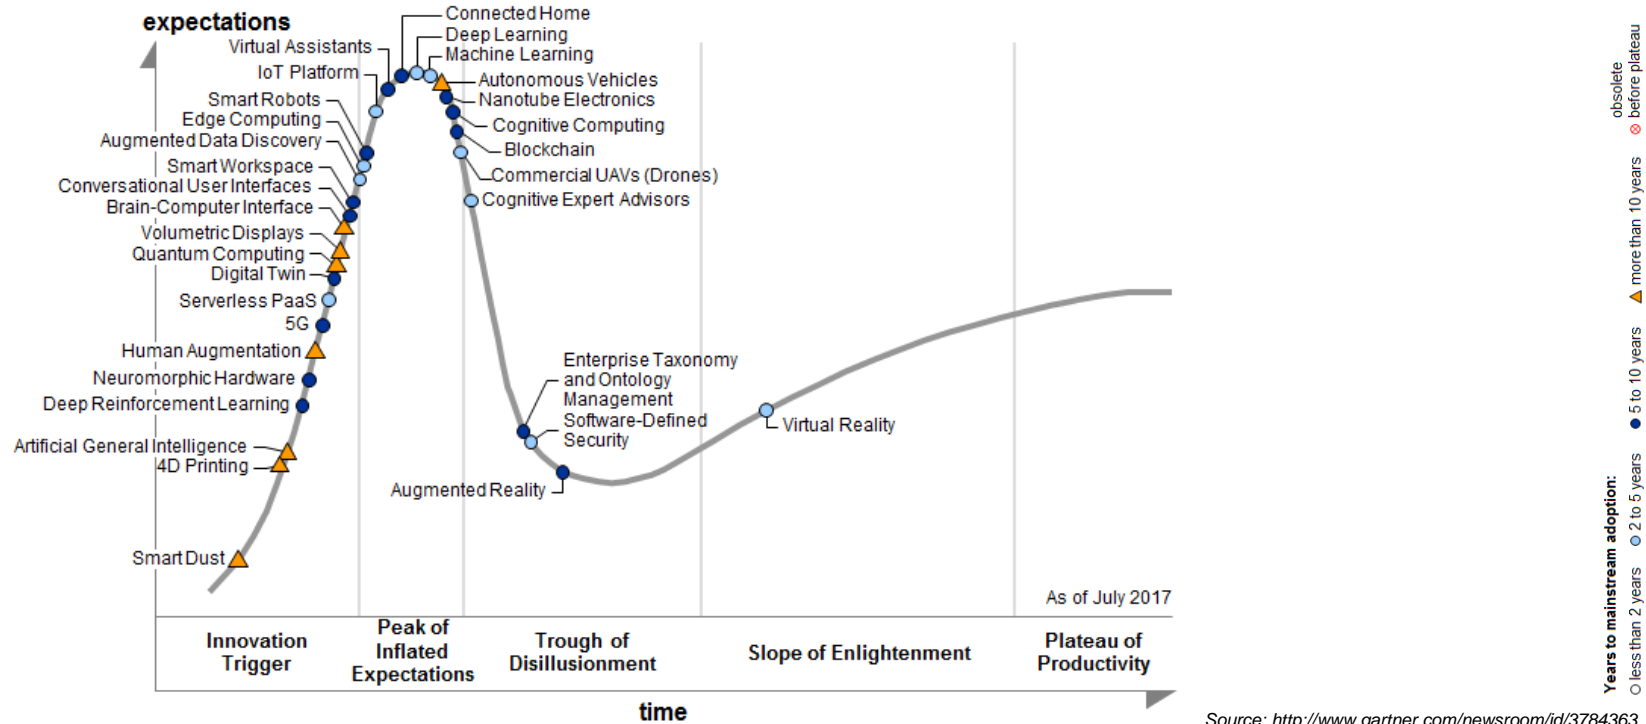 expectations
Connected Home
Deep Learning
Virtual Assistants
Machine Learning
IoT Platform
Autonomous Vehicles
Smart Robots
Nanotube Electronics
Edge Computing
Cognitive Computing
Augmented Data Discovery
Blockchain
Smart Workspace
Commercial UAVs (Drones)
Conversational User Interfaces
Cognitive Expert Advisors
Brain-Computer Interface
Volumetric Displays
Quantum Computing
Digital Twin
Serverless PaaS
5G
Human Augmentation
Neuromorphic Hardware
Deep Reinforcement Learning
Artificial General Intelligence
4D Printing
Smart Dust
Enterprise Taxonomy
and Ontology
Management
Software-Defined
Security
Augmented Reality
Virtual Reality
As of July 2017
Innovation
Trigger
Peak of
Inflated
Expectations
Trough of
Disillusionment
Slope of Enlightenment
Plateau of
Productivity
time
Years to mainstream adoption:
less than 2 years
2 to 5 years
5 to 10 years
more than 10 years
obsolete
before plateau
Source: http://www.gartner.com/newsroom/id/3784363